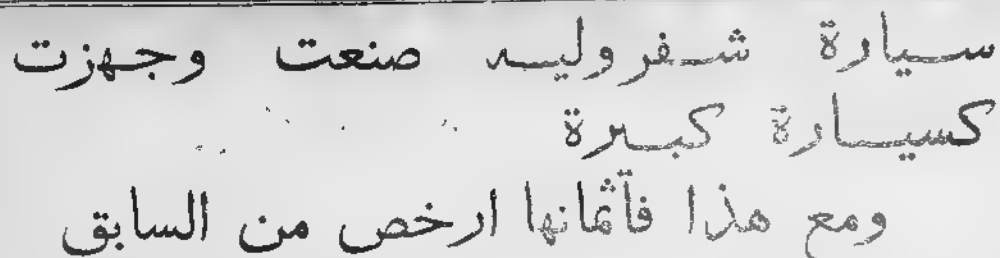 سيارة شفروليه صنعت وجهزت
كسيارة كبيرة
ومع هذا فأثمانها ارخص من السابق